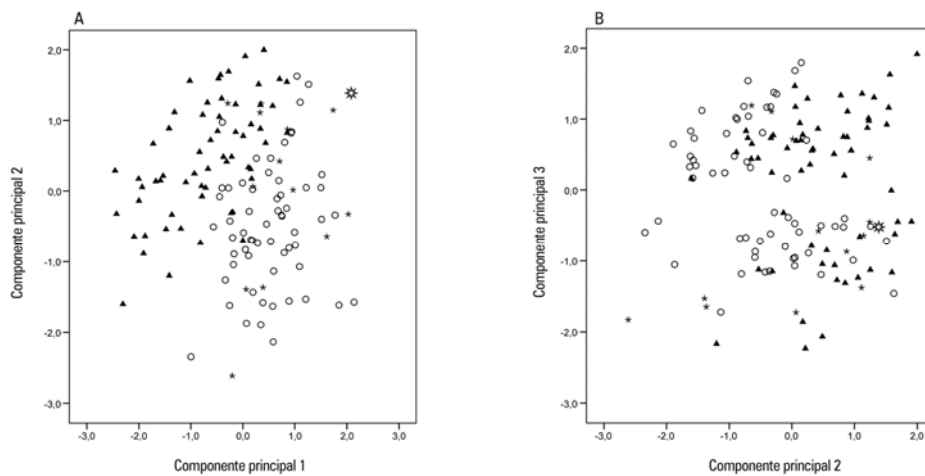 A
2,0
1,0
0,0
-1,0
-2,0
-3,0
Componente principal 2
-3,0 -2,0 -1,0 0,0 1,0 2,0 3,0
Componente principal 1
B
2,0
1,0
0,0
-1,0
-2,0
-3,0
Componente principal 3
-3,0 -2,0 -1,0 0,0 1,0 2,0
Componente principal 2